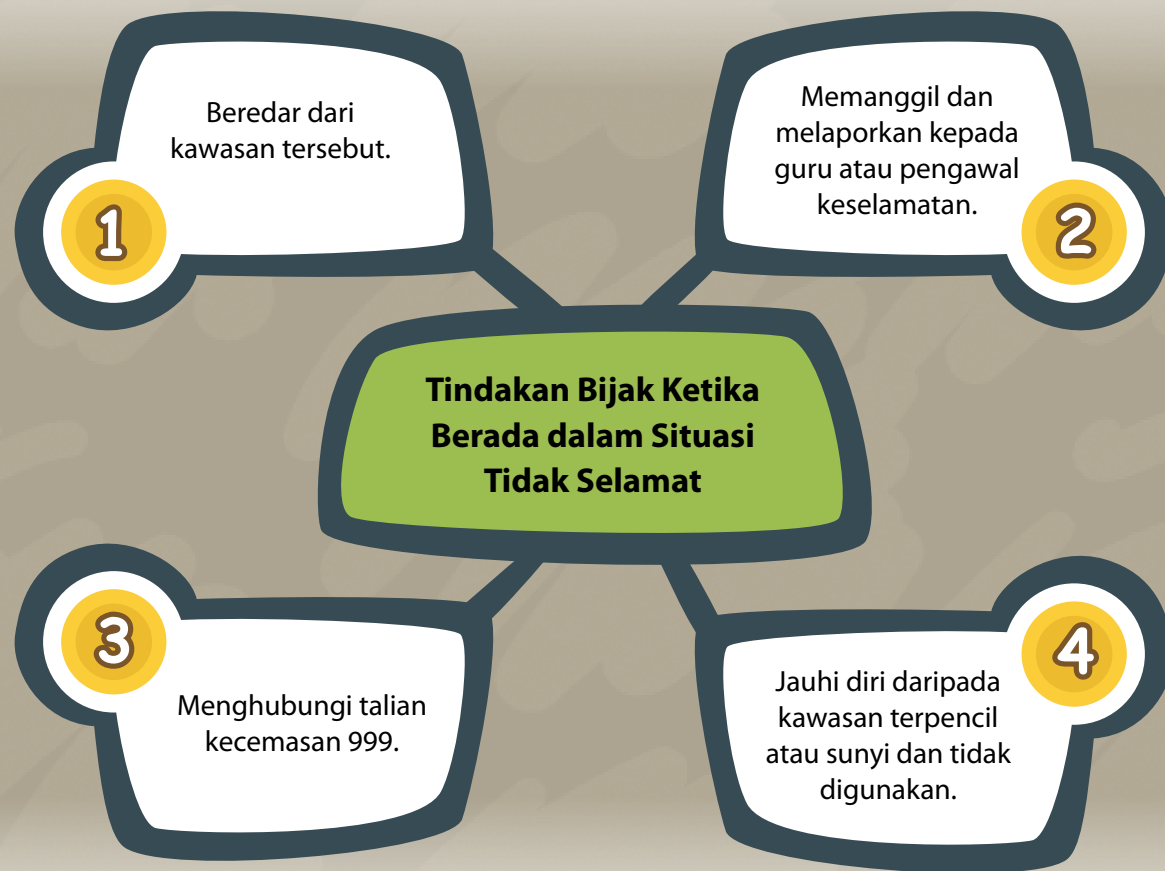 1
Beredar dari
kawasan tersebut.
2
Memanggil dan
melaporkan kepada
guru atau pengawal
keselamatan.
Tindakan Bijak Ketika
Berada dalam Situasi
Tidak Selamat
3
Menghubungi talian
kecemasan 999.
4
Jauhi diri daripada
kawasan terpencil
atau sunyi dan tidak
digunakan.